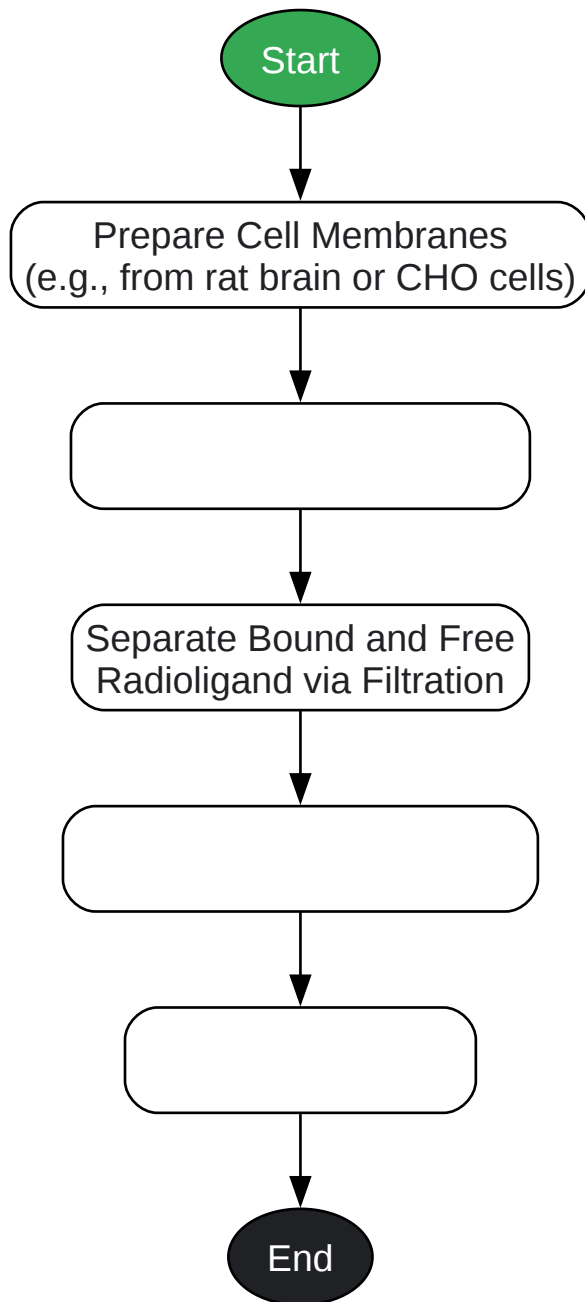 Start
Prepare Cell Membranes
(e.g., from rat brain or CHO cells)
Separate Bound and Free
Radioligand via Filtration
End